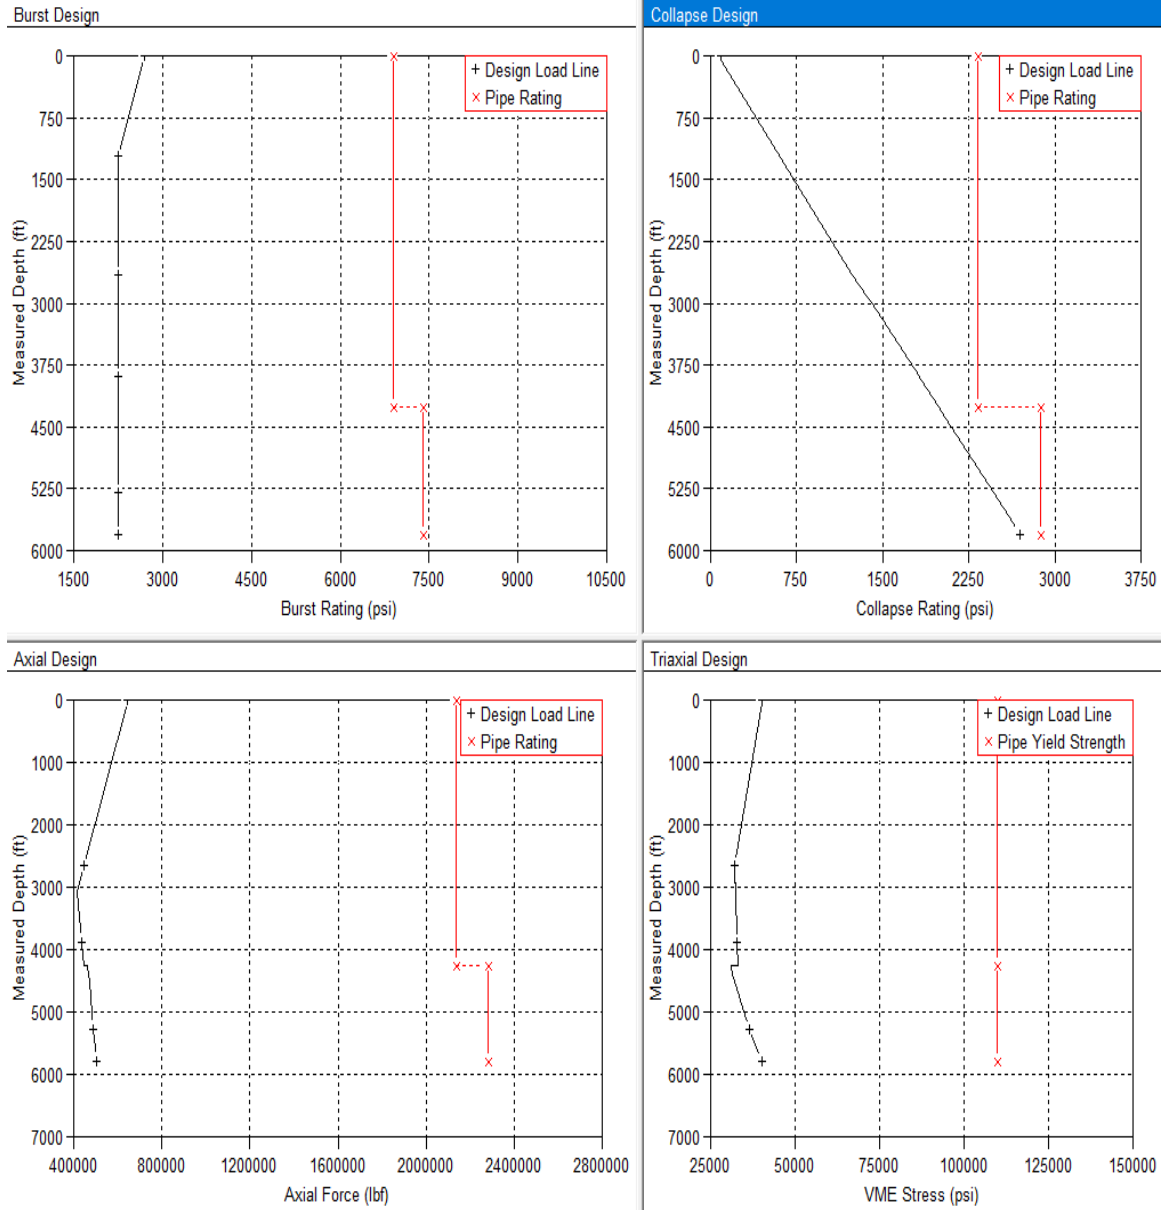 Burst Design
0
750
1500
2250
3000
3750
4500
5250
6000
Measured Depth (ft)
1500 3000 4500 6000 7500 9000 10500
Burst Rating (psi)
+ Design Load Line
× Pipe Rating
Collapse Design
0
750
1500
2250
3000
3750
4500
5250
6000
Measured Depth (ft)
0 750 1500 2250 3000 3750
Collapse Rating (psi)
+ Design Load Line
× Pipe Rating
Axial Design
0
1000
2000
3000
4000
5000
6000
7000
Measured Depth (ft)
400000 800000 1200000 1600000 2000000 2400000 2800000
Axial Force (lbf)
+ Design Load Line
× Pipe Rating
Triaxial Design
0
1000
2000
3000
4000
5000
6000
7000
Measured Depth (ft)
25000 50000 75000 100000 125000 150000
VME Stress (psi)
+ Design Load Line
× Pipe Yield Strength